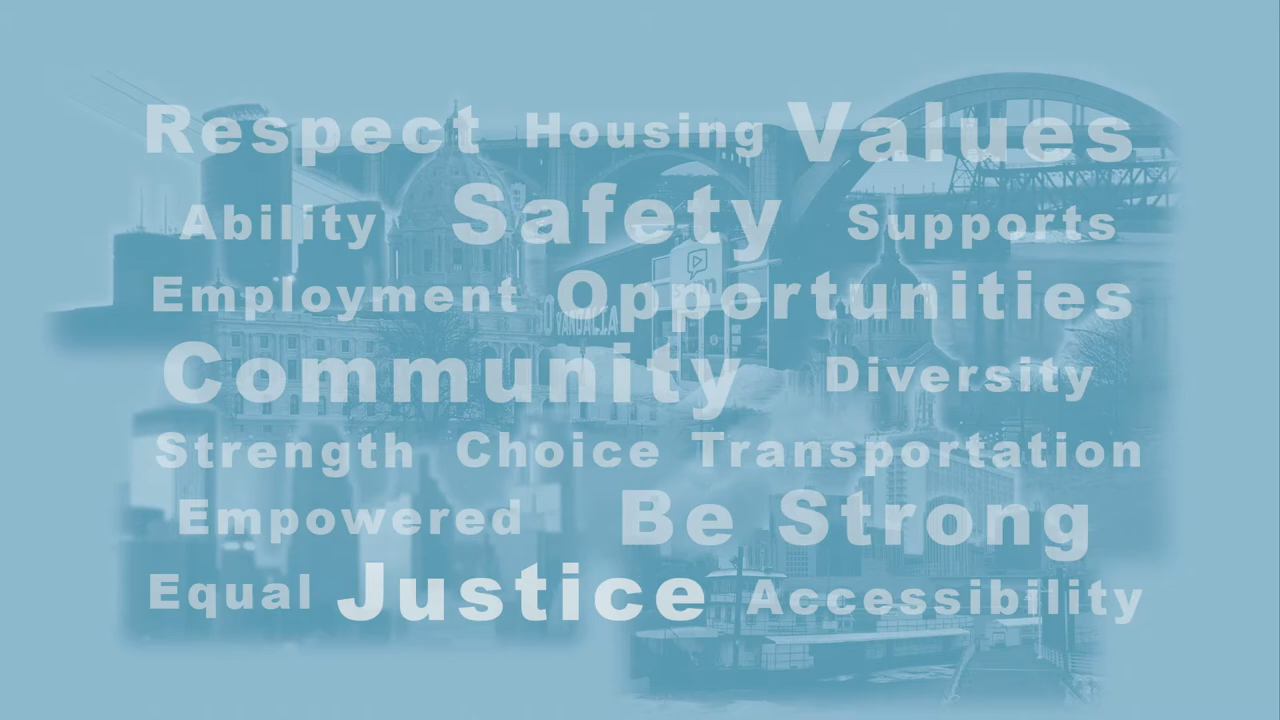 Respect Housing Values
Ability Safety Supports
Employment Opportunities
VANDALIA
Community Diversity
Strength Choice Transportation
Empowered Be Strong
Equal Justice Accessibility